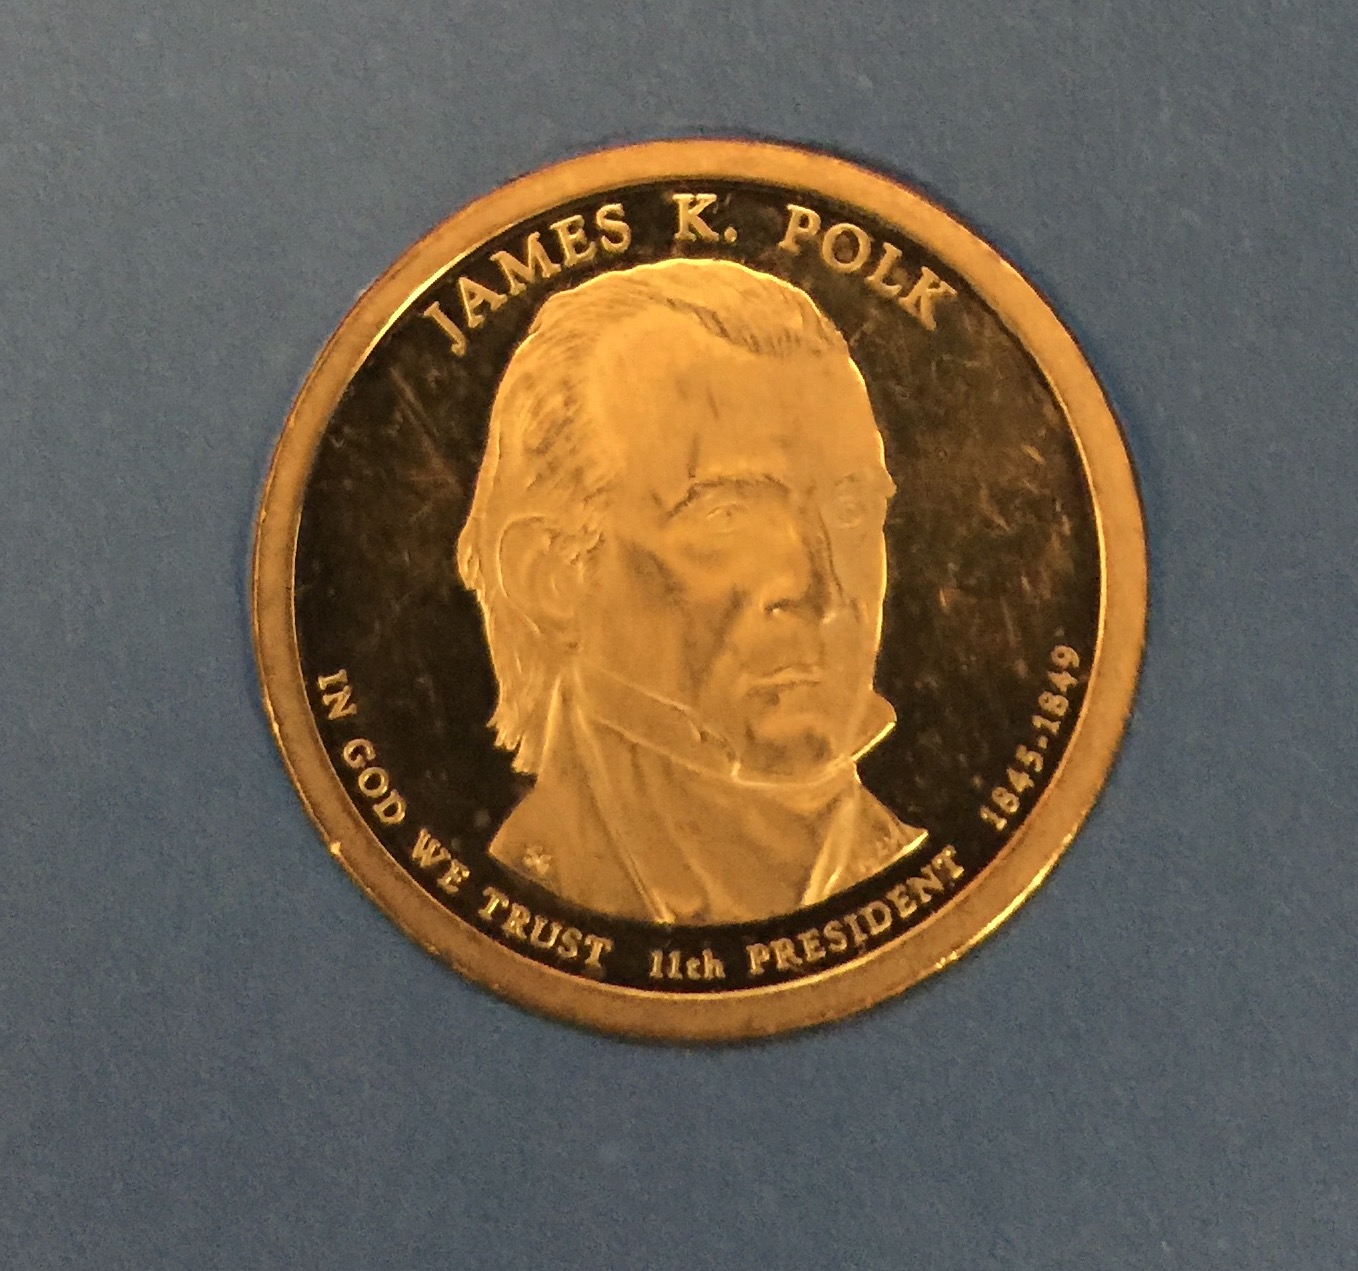 JAMES K. POLK
IN GOD WE TRUST 11th PRESIDENT 1845-1849